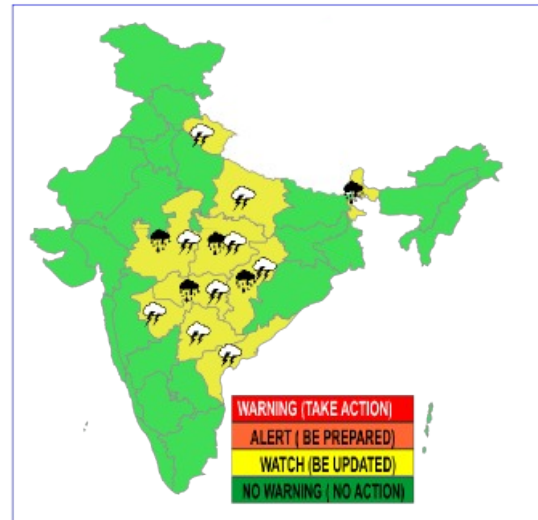 WARNING (TAKE ACTION)
ALERT ( BE PREPARED)
WATCH (BE UPDATED)
NO WARNING ( NO ACTION)